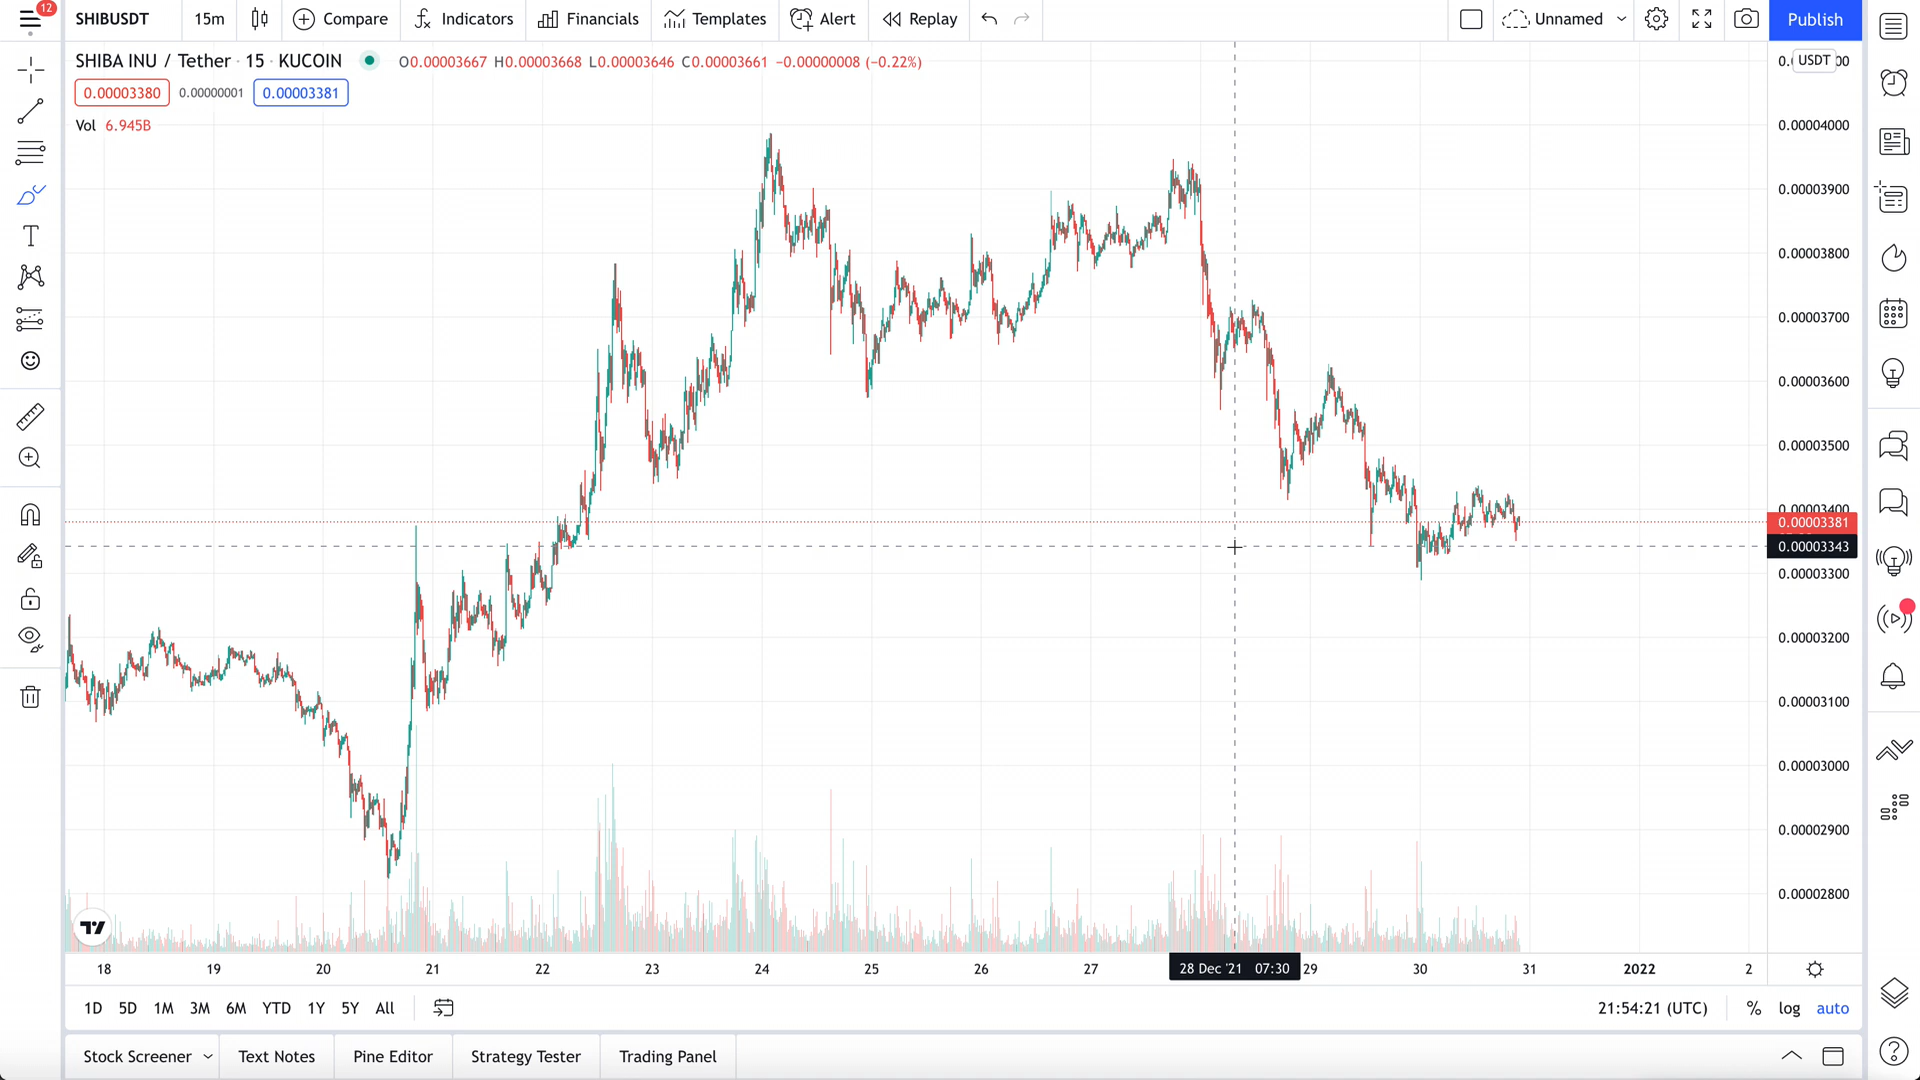 12
SHIBUSDT
15m
Compare
Indicators
Financials
Templates
Alert
Replay
Unnamed
Publish
SHIBA INU / Tether · 15 · KUCOIN
O0.00003667 H0.00003668 L0.00003646 C0.00003661 −0.00000008 (−0.22%)
USDT
0.00003380 0.00000001 0.00003381
Vol 6.945B
0.00004000
0.00003900
0.00003800
0.00003700
0.00003600
0.00003500
0.00003400
0.00003381
0.00003343
0.00003300
0.00003200
0.00003100
0.00003000
0.00002900
0.00002800
18 19 20 21 22 23 24 25 26 27 28 Dec '21 07:30 29 30 31 2022 2
1D 5D 1M 3M 6M YTD 1Y 5Y All
21:54:21 (UTC)
% log auto
Stock Screener
Text Notes
Pine Editor
Strategy Tester
Trading Panel